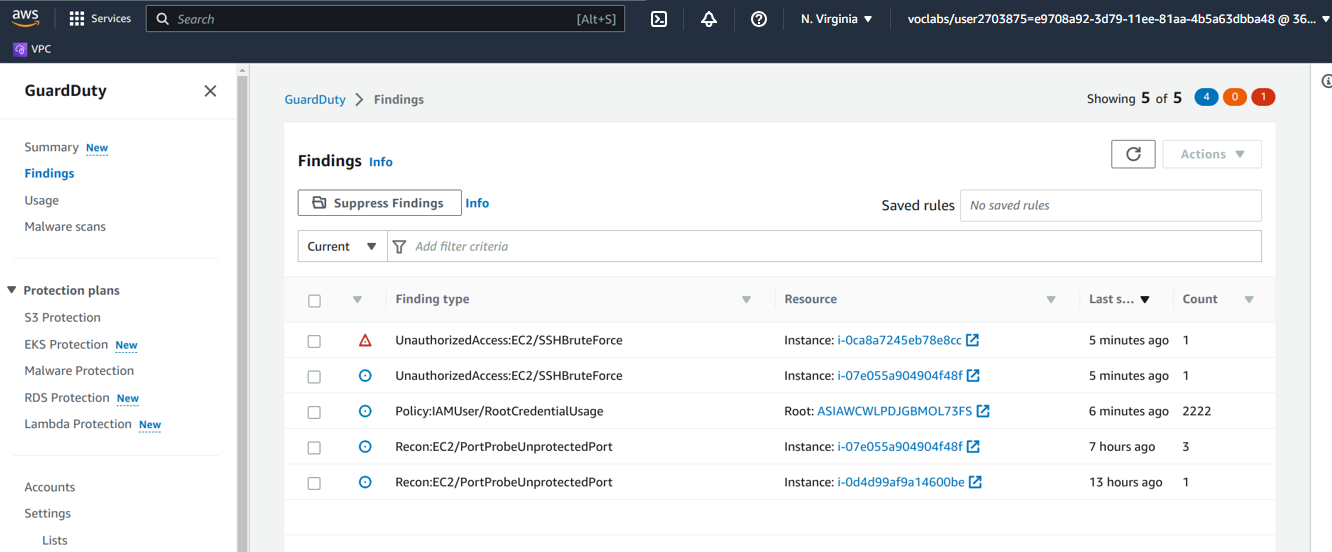 aws Services Search [Alt+S] N. Virginia voclabs/user2703875=e9708a92-3d79-11ee-81aa-4b5a63dbba48 @ 36...
VPC
GuardDuty
Summary New
Findings
Usage
Malware scans
Protection plans
S3 Protection
EKS Protection New
Malware Protection
RDS Protection New
Lambda Protection New
Accounts
Settings
Lists
GuardDuty Findings Showing 5 of 5 4 0 1
Findings Info Actions
Suppress Findings Info Saved rules No saved rules
Current Add filter criteria
Finding type Resource Last s... Count
UnauthorizedAccess:EC2/SSHBruteForce Instance: i-0ca8a7245eb78e8cc 5 minutes ago 1
UnauthorizedAccess:EC2/SSHBruteForce Instance: i-07e055a904904f48f 5 minutes ago 1
Policy:IAMUser/RootCredentialUsage Root: ASIAWCWLPDJGBMOL73FS 6 minutes ago 2222
Recon:EC2/PortProbeUnprotectedPort Instance: i-07e055a904904f48f 7 hours ago 3
Recon:EC2/PortProbeUnprotectedPort Instance: i-0d4d99af9a14600be 13 hours ago 1